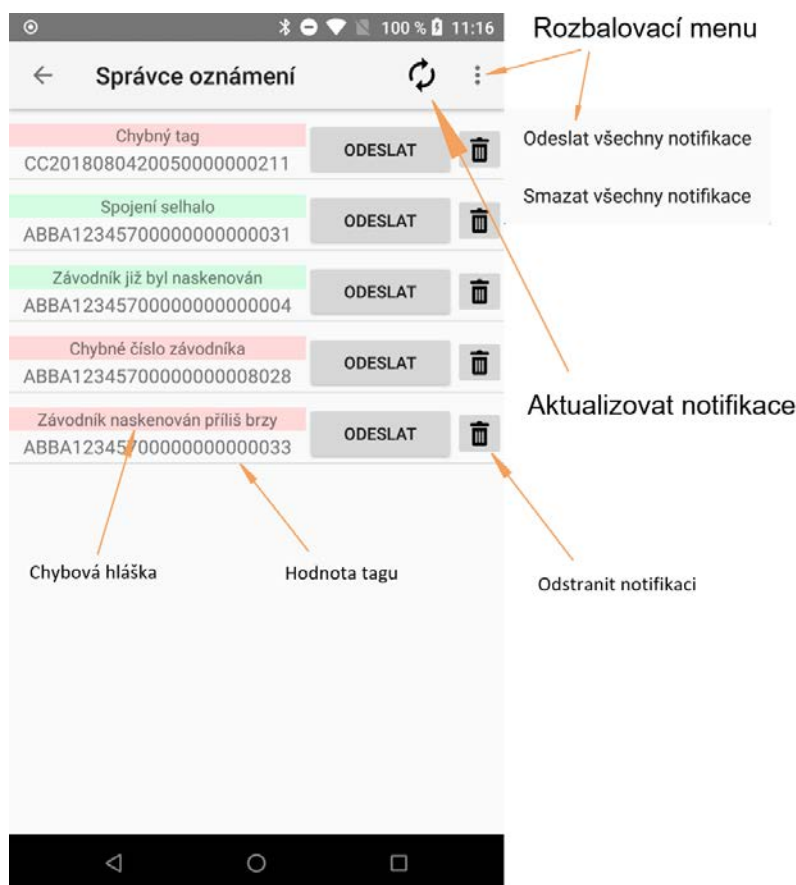 100 % 11:16
Rozbalovací menu
Správce oznámení
Chybný tag
CC2018080420050000000211
ODESLAT
Odeslat všechny notifikace
Smazat všechny notifikace
Spojení selhalo
ABBA12345700000000000031
ODESLAT
Závodník již byl naskenován
ABBA12345700000000000004
ODESLAT
Chybné číslo závodníka
ABBA12345700000000008028
ODESLAT
Aktualizovat notifikace
Závodník naskenován příliš brzy
ABBA12345700000000000033
ODESLAT
Chybová hláška
Hodnota tagu
Odstranit notifikaci